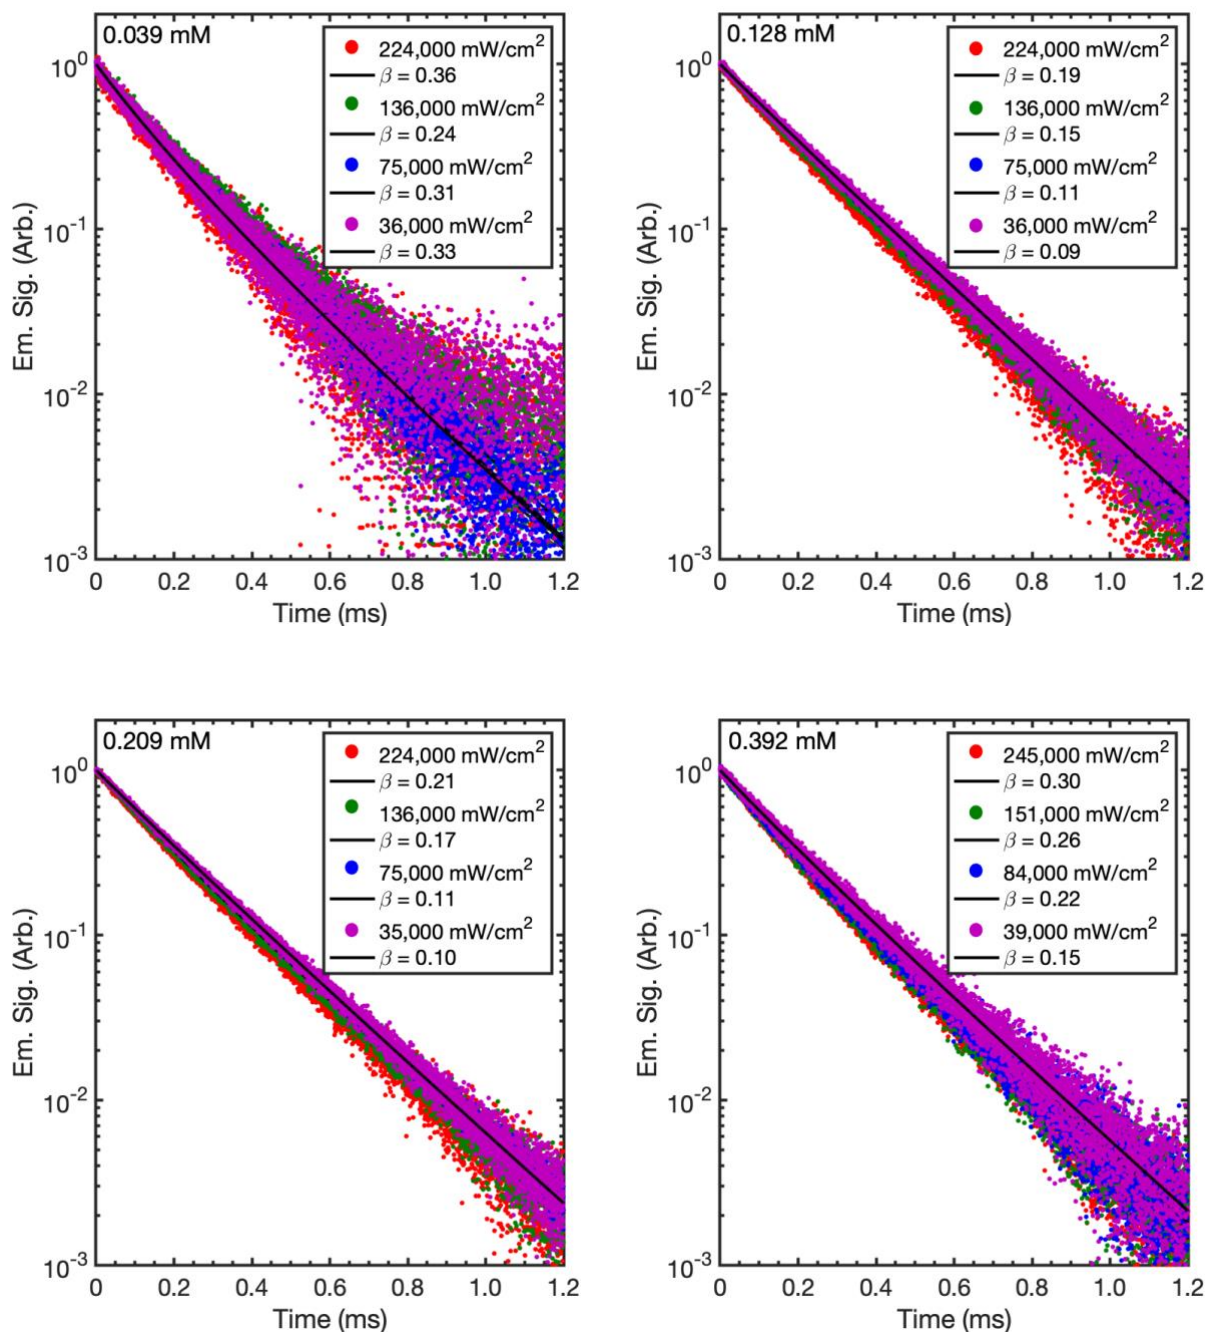 0.039 mM
224,000 mW/cm²
β = 0.36
136,000 mW/cm²
β = 0.24
75,000 mW/cm²
β = 0.31
36,000 mW/cm²
β = 0.33
10⁰
10⁻¹
10⁻²
10⁻³
Em. Sig. (Arb.)
0 0.2 0.4 0.6 0.8 1.0 1.2
Time (ms)
0.128 mM
224,000 mW/cm²
β = 0.19
136,000 mW/cm²
β = 0.15
75,000 mW/cm²
β = 0.11
36,000 mW/cm²
β = 0.09
10⁰
10⁻¹
10⁻²
10⁻³
Em. Sig. (Arb.)
0 0.2 0.4 0.6 0.8 1.0 1.2
Time (ms)
0.209 mM
224,000 mW/cm²
β = 0.21
136,000 mW/cm²
β = 0.17
75,000 mW/cm²
β = 0.11
35,000 mW/cm²
β = 0.10
10⁰
10⁻¹
10⁻²
10⁻³
Em. Sig. (Arb.)
0 0.2 0.4 0.6 0.8 1.0 1.2
Time (ms)
0.392 mM
245,000 mW/cm²
β = 0.30
151,000 mW/cm²
β = 0.26
84,000 mW/cm²
β = 0.22
39,000 mW/cm²
β = 0.15
10⁰
10⁻¹
10⁻²
10⁻³
Em. Sig. (Arb.)
0 0.2 0.4 0.6 0.8 1.0 1.2
Time (ms)